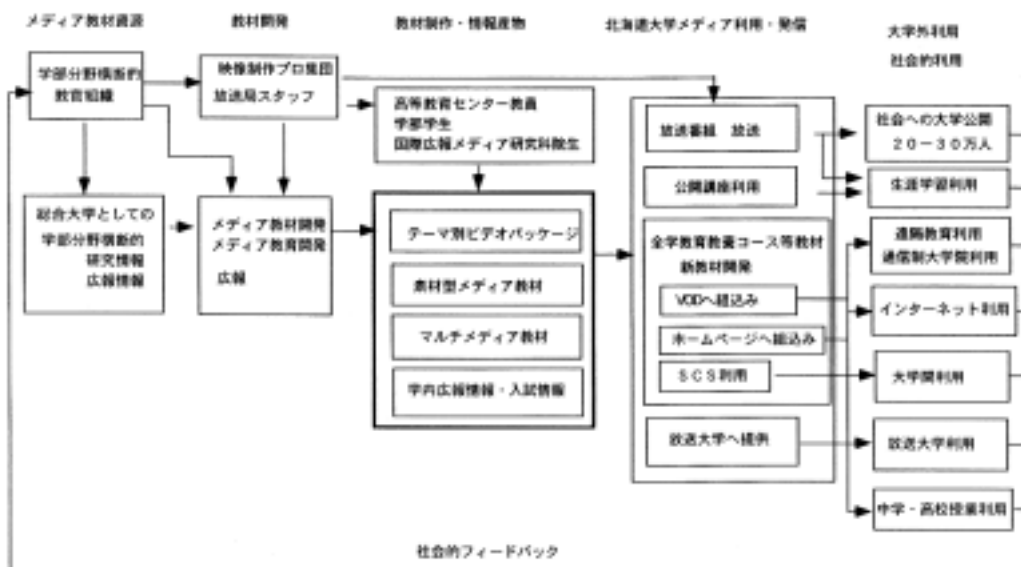 メディア教材資源
教材開発
教材制作・情報産物
北海道大学メディア利用・発信
大学外利用
社会的利用
学部分野横断的
教育組織
映像制作プロ集団
放送局スタッフ
高等教育センター教員
学部学生
国際広報メディア研究科院生
放送番組 放送
社会への大学公開
20-30万人
公開講座利用
生涯学習利用
総合大学としての
学部分野横断的
研究情報
広報情報
メディア教材開発
メディア教育開発
広報
テーマ別ビデオパッケージ
素材型メディア教材
マルチメディア教材
学内広報情報・入試情報
全学教育教養コース等教材
新教材開発
VODへ組込み
ホームページへ組込み
SCS利用
放送大学へ提供
遠隔教育利用
通信制大学院利用
インターネット利用
大学間利用
放送大学利用
中学・高校授業利用
社会的フィードバック